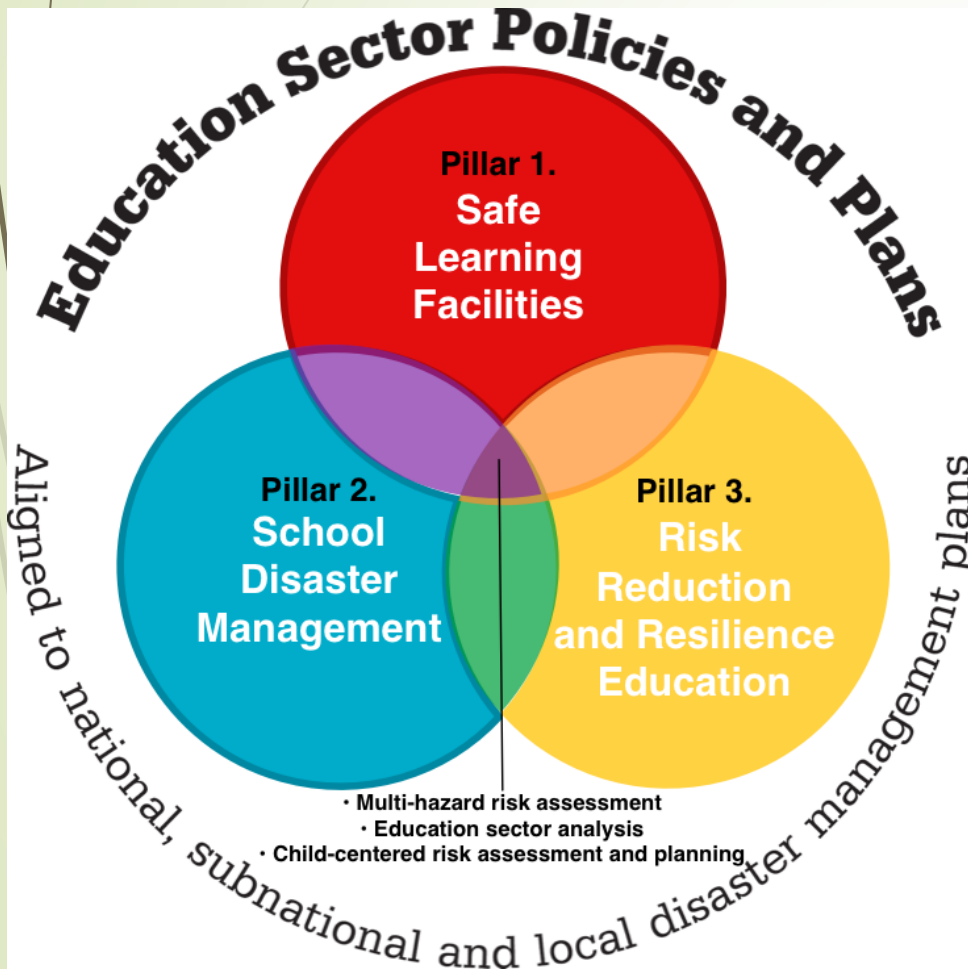 Education Sector Policies and Plans
Pillar 1.
Safe
Learning
Facilities
Pillar 2.
School
Disaster
Management
Pillar 3.
Risk
Reduction
and Resilience
Education
· Multi-hazard risk assessment
· Education sector analysis
· Child-centered risk assessment and planning
Aligned to national, subnational and local disaster management plans